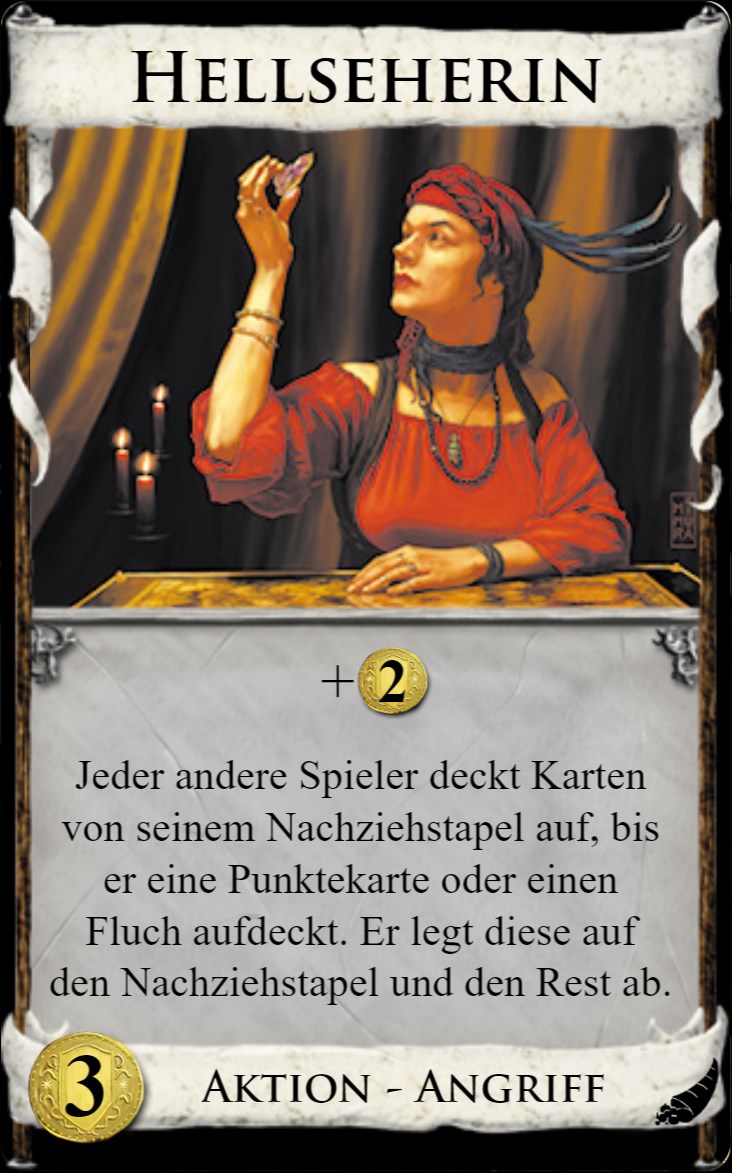 HELLSEHERIN
+2
Jeder andere Spieler deckt Karten
von seinem Nachziehstapel auf, bis
er eine Punktekarte oder einen
Fluch aufdeckt. Er legt diese auf
den Nachziehstapel und den Rest ab.
3
AKTION - ANGRIFF